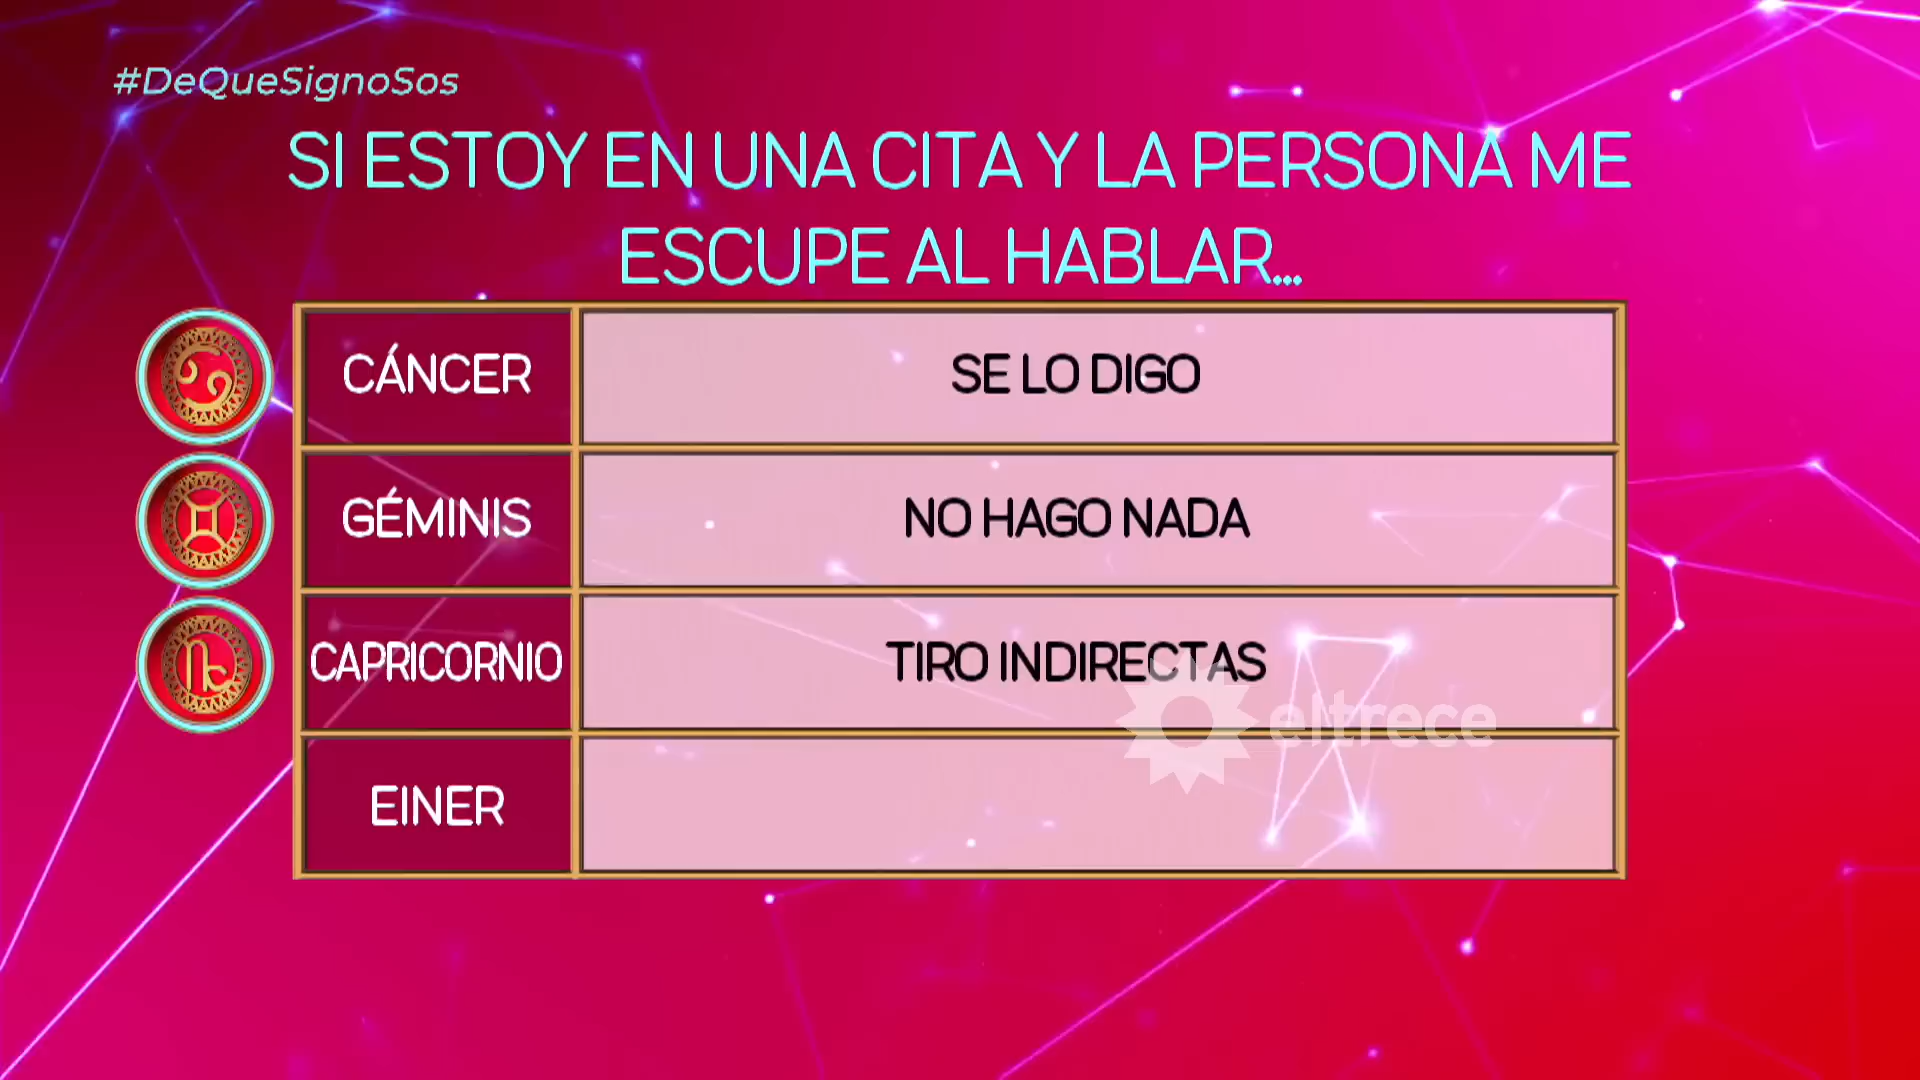 #DeQueSignoSos
SI ESTOY EN UNA CITA Y LA PERSONA ME
ESCUPE AL HABLAR...
CÁNCER SE LO DIGO
GÉMINIS NO HAGO NADA
CAPRICORNIO TIRO INDIRECTAS
eltrece
EINER